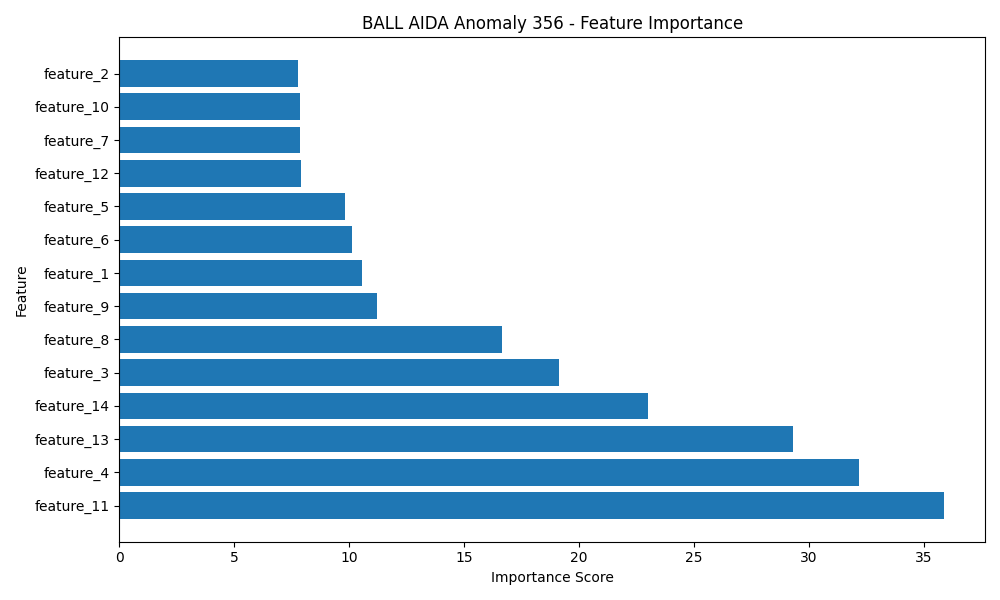 BALL AIDA Anomaly 356 - Feature Importance
feature_2
feature_10
feature_7
feature_12
feature_5
feature_6
feature_1
feature_9
feature_8
feature_3
feature_14
feature_13
feature_4
feature_11
Feature
0 5 10 15 20 25 30 35
Importance Score